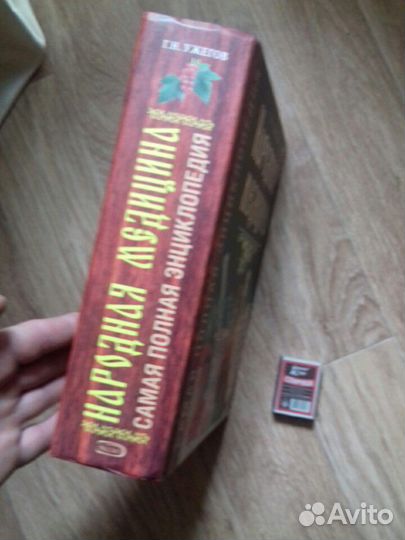 Г.Н. УЖЕГОВ
НАРОДНАЯ МЕДИЦИНА
САМАЯ ПОЛНАЯ ЭНЦИКЛОПЕДИЯ
Avito